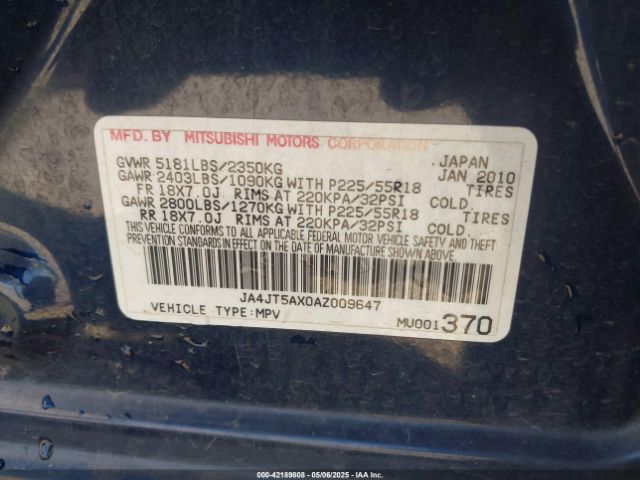 MFD. BY MITSUBISHI MOTORS CORPORATION
GVWR 5181LBS/2350KG JAPAN JAN 2010
GAWR 2403LBS/1090KG WITH P225/55R18 TIRES
FR 18X7.0J RIMS AT 220KPA/32PSI COLD.
GAWR 2800LBS/1270KG WITH P225/55R18 TIRES
RR 18X7.0J RIMS AT 220KPA/32PSI COLD.
THIS VEHICLE CONFORMS TO ALL APPLICABLE FEDERAL MOTOR VEHICLE SAFETY AND THEFT
PREVENTION STANDARDS IN EFFECT ON THE DATE OF MANUFACTURE SHOWN ABOVE.
JA4JT5AX0AZ009647
VEHICLE TYPE:MPV MU001370
000-42189808 - 05/06/2025 - IAAI.COM